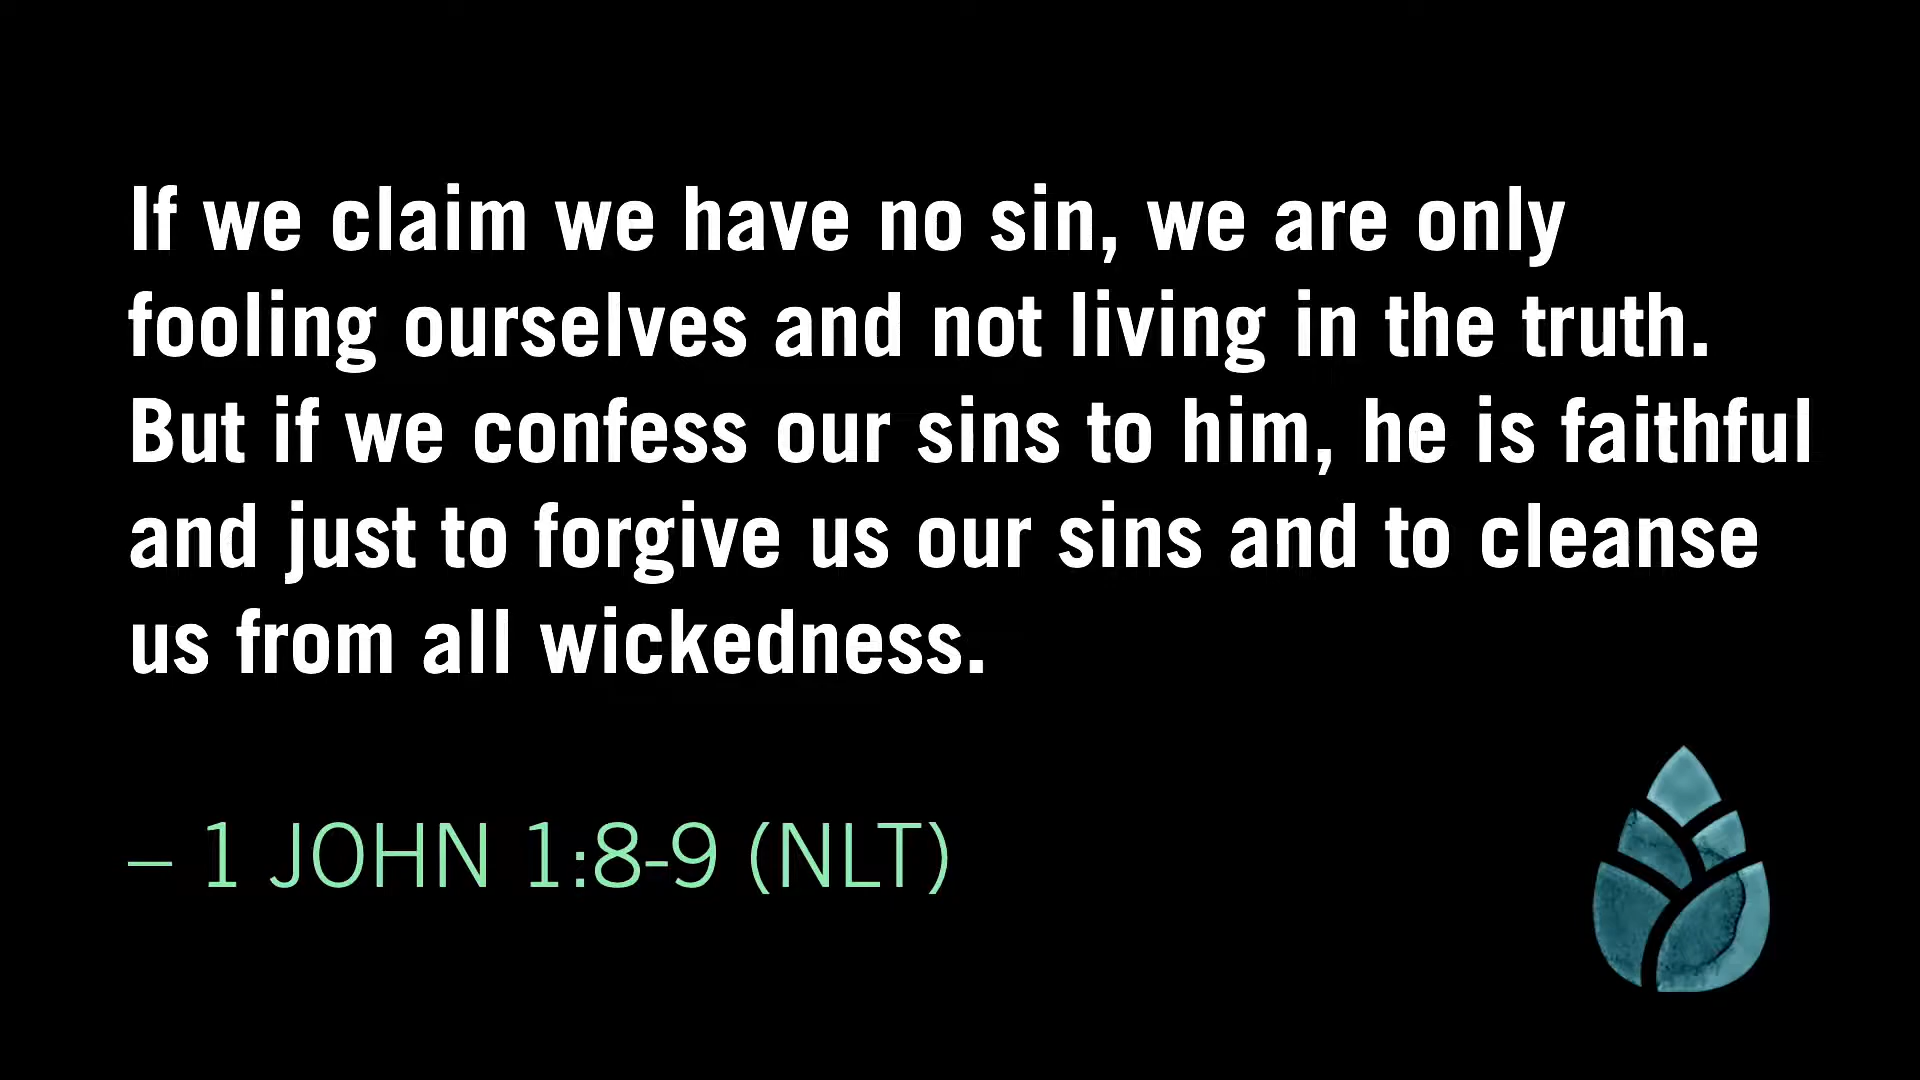 If we claim we have no sin, we are only
fooling ourselves and not living in the truth.
But if we confess our sins to him, he is faithful
and just to forgive us our sins and to cleanse
us from all wickedness.
– 1 JOHN 1:8-9 (NLT)